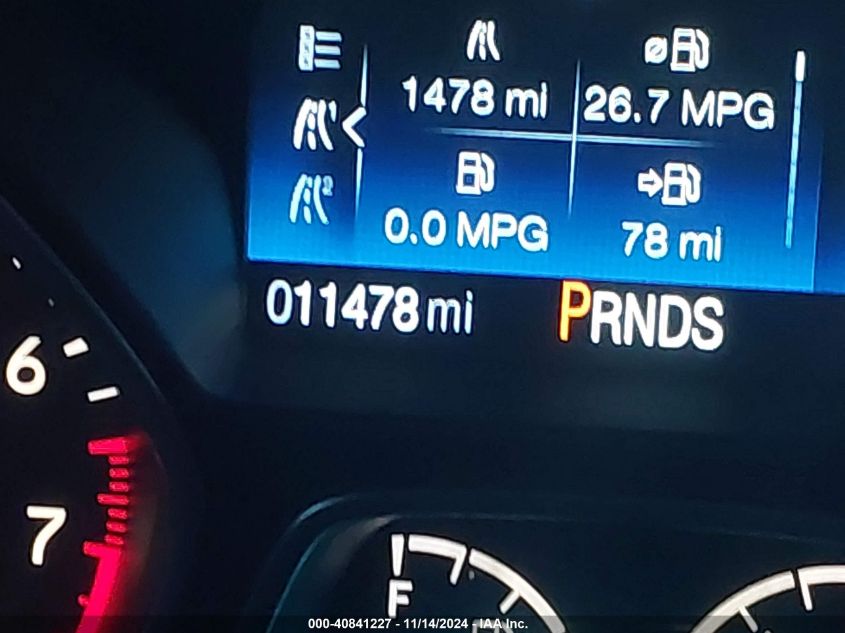 1478 mi 26.7 MPG
0.0 MPG 78 mi
011478 mi PRNDS
6
7
F
000-40841227 - 11/14/2024 - IAA Inc.